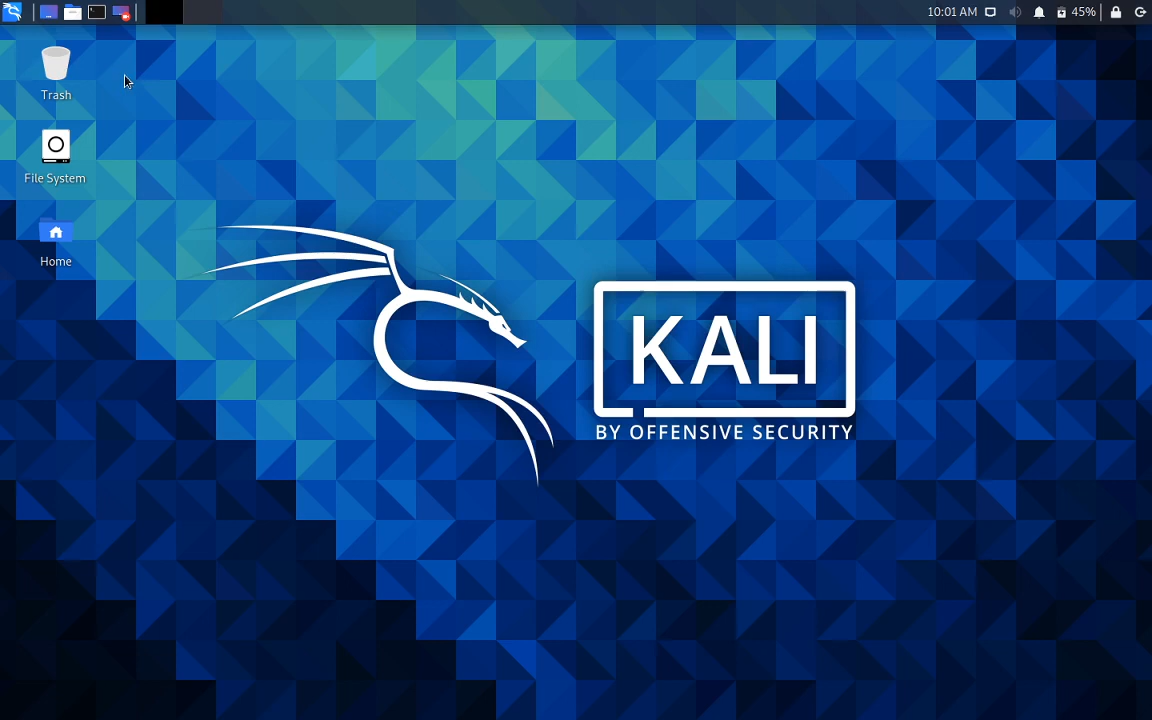 10:01 AM
45%
Trash
File System
Home
KALI
BY OFFENSIVE SECURITY